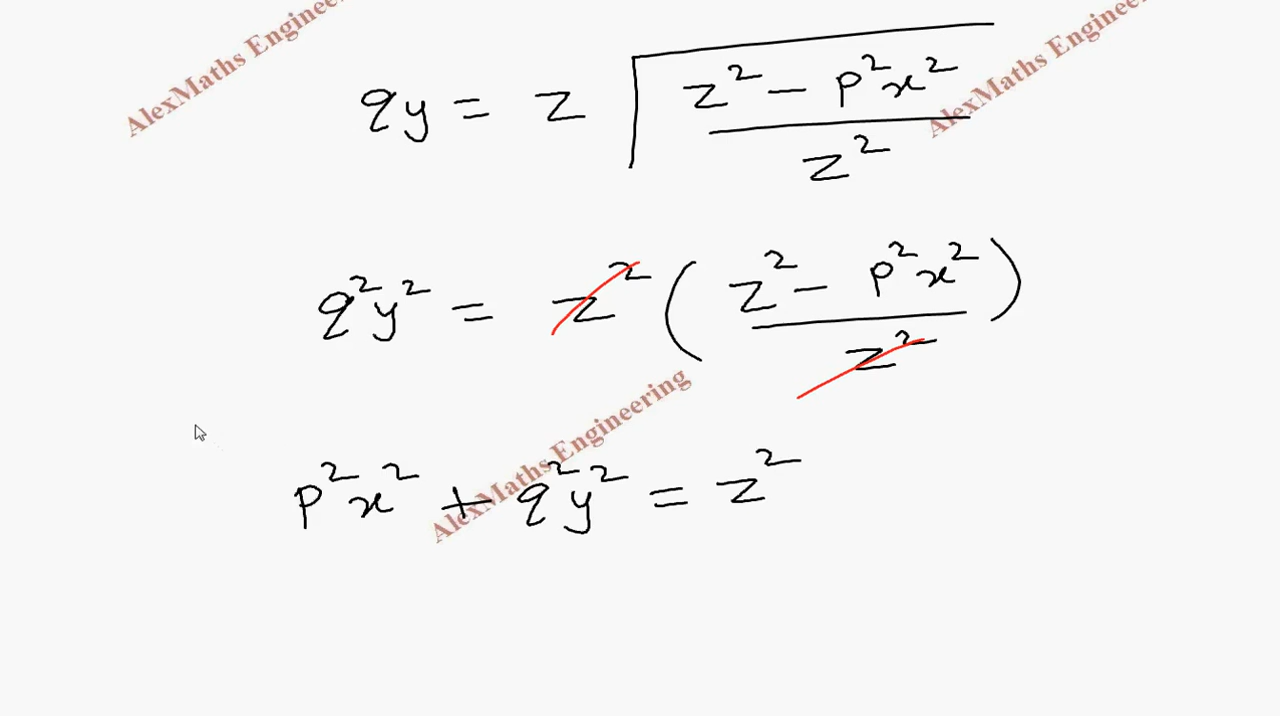 AlexMaths Engineering
AlexMaths Engineering
qy = z √((z² − p²x²)/z²)
q²y² = z² ( (z² − p²x²)/z² )
AlexMaths Engineering
p²x² + q²y² = z²